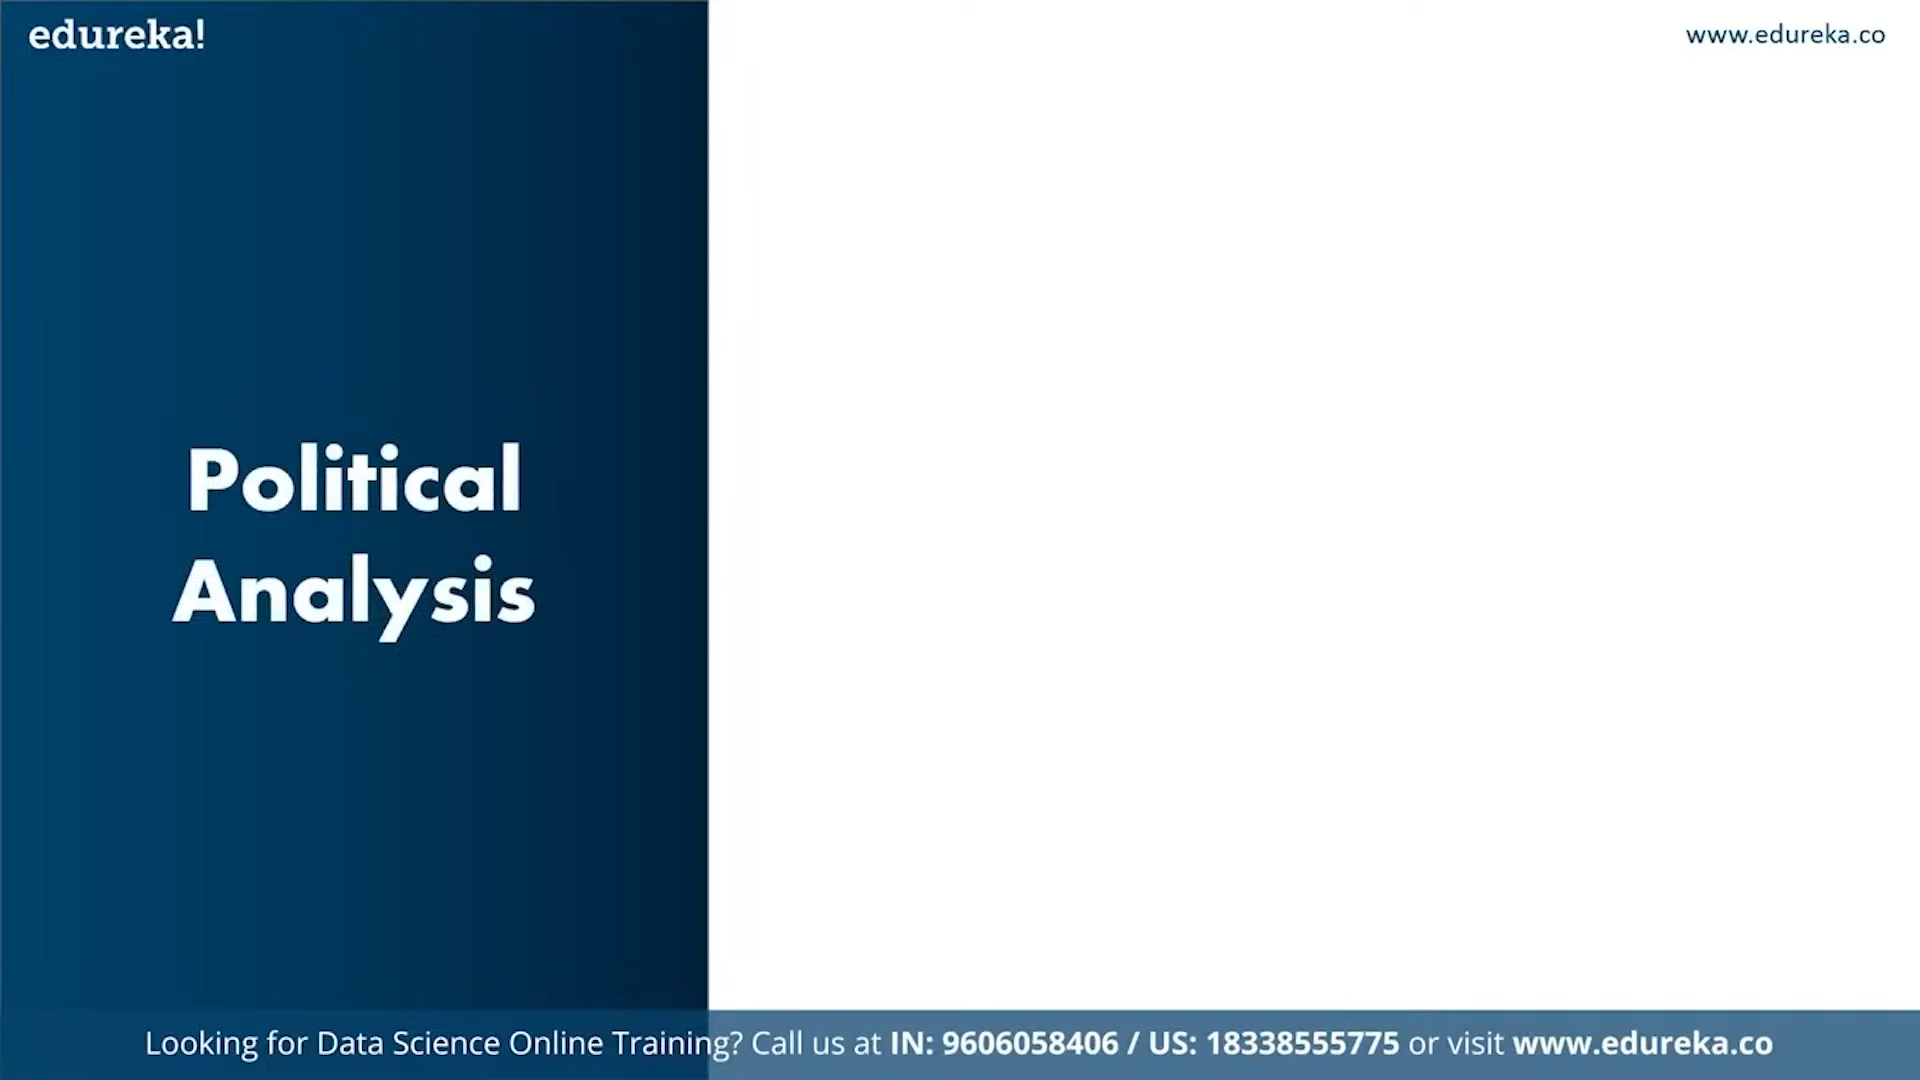 edureka!
www.edureka.co
Political
Analysis
Looking for Data Science Online Training? Call us at IN: 9606058406 / US: 18338555775 or visit www.edureka.co